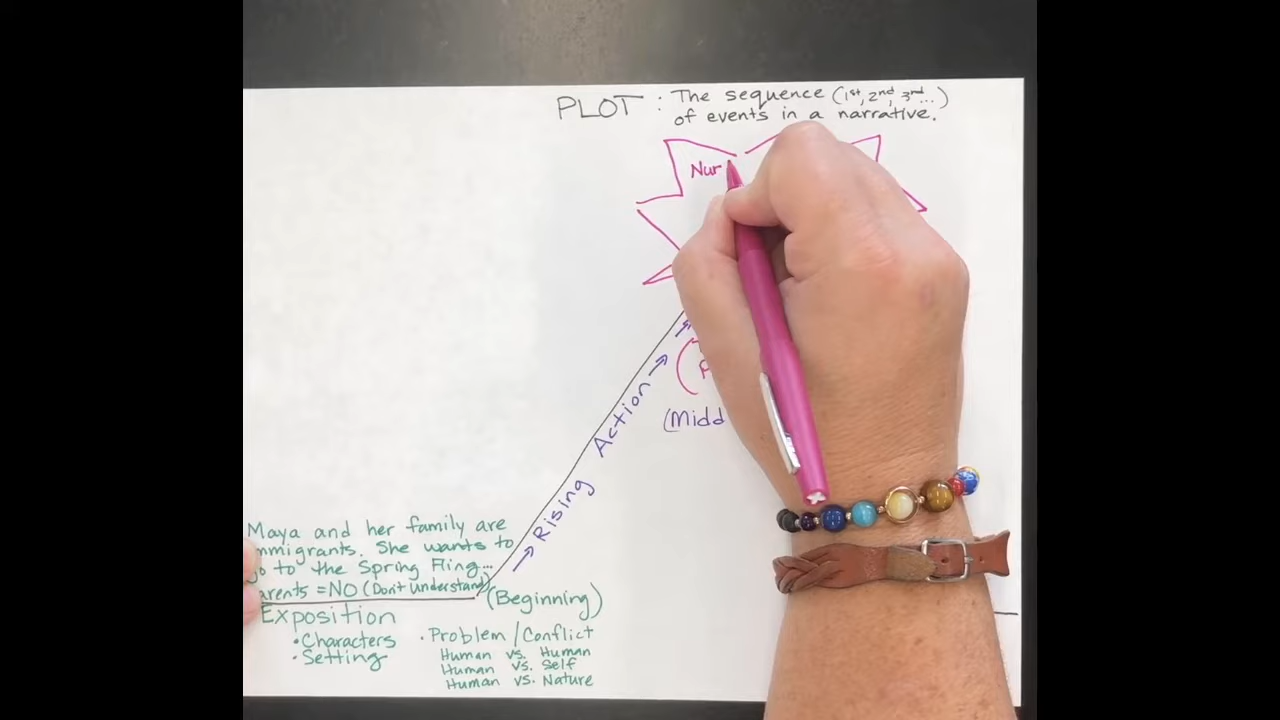 PLOT : The sequence (1st, 2nd, 3rd...)
of events in a narrative.
Nur
Rising Action
(Midd
Maya and her family are
mmigrants. She wants to
go to the Spring Fling...
arents = NO (Don't understand)
(Beginning)
Exposition
• Characters
• Setting
• Problem / Conflict
Human vs. Human
Human vs. Self
Human vs. Nature